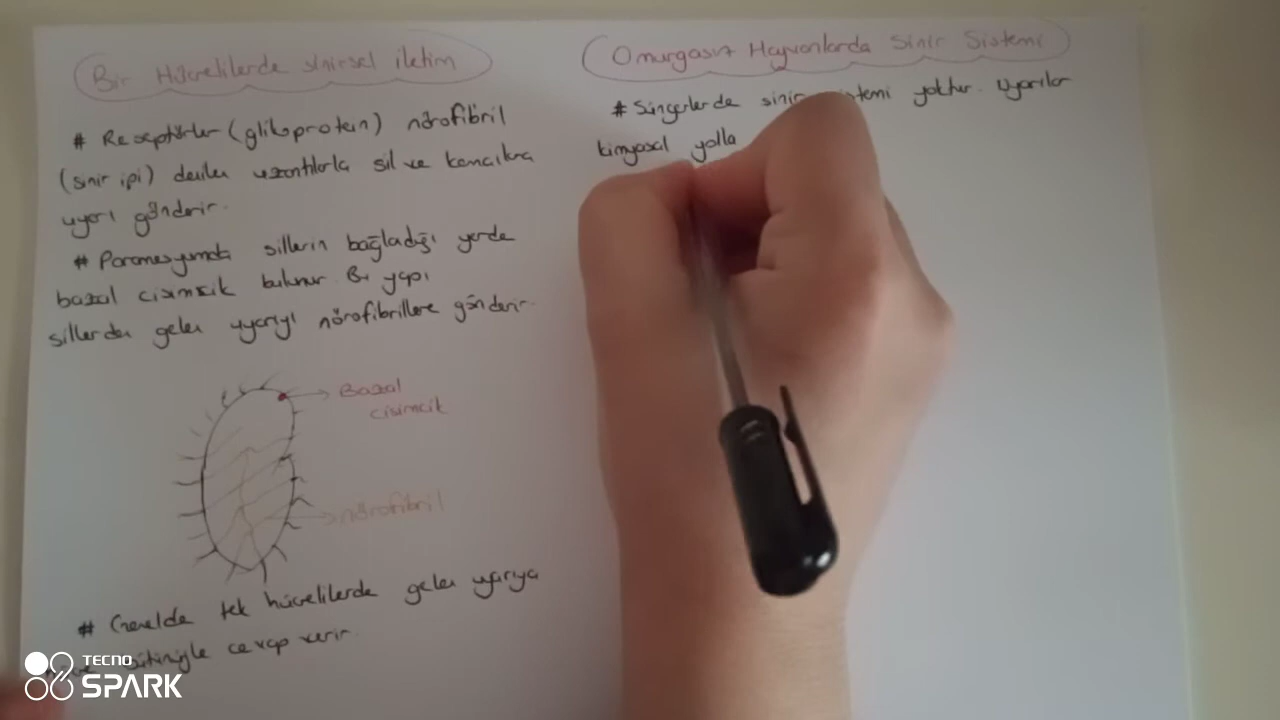 Bir Hücrelilerde sinirsel iletim
# Reseptörler (glikoprotein) nörofibril
(sinir ipi) denilen uzantılarla sil ve kamçılara
uyarı gönderir.
# Paramesyumda sillerin bağladığı yerde
bazal cisimcik bulunur. Bu yapı
sillerden gelen uyarıyı nörofibrillere gönderir.
Bazal
cisimcik
nörofibril
# Genelde tek hücrelilerde gelen uyarıya
bütünüyle cevap verir.
Omurgasız Hayvanlarda Sinir Sistemi
# Süngerlerde sinir sistemi yoktur. Uyarılar
kimyasal yolla
TECNO
SPARK